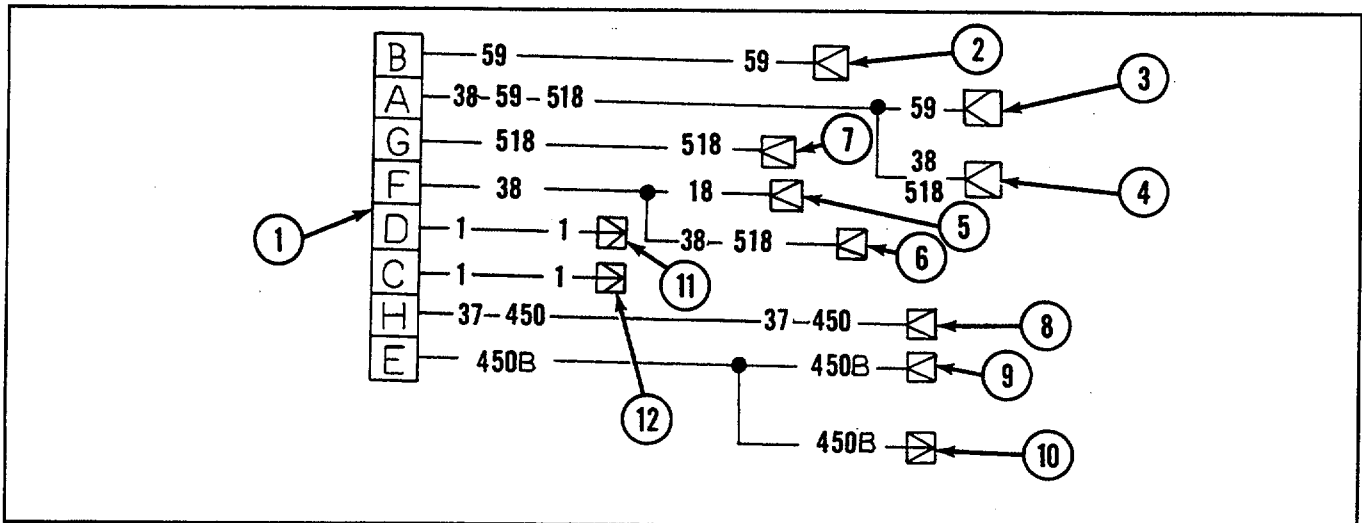 B 59 59 2
A 38-59-518 59 3
G 518 518 7
38
518 4
F 38 18 5
38-518 6
1
D 1 1 11
C 1 1 12
H 37-450 37-450 8
E 450B 450B 9
450B 10